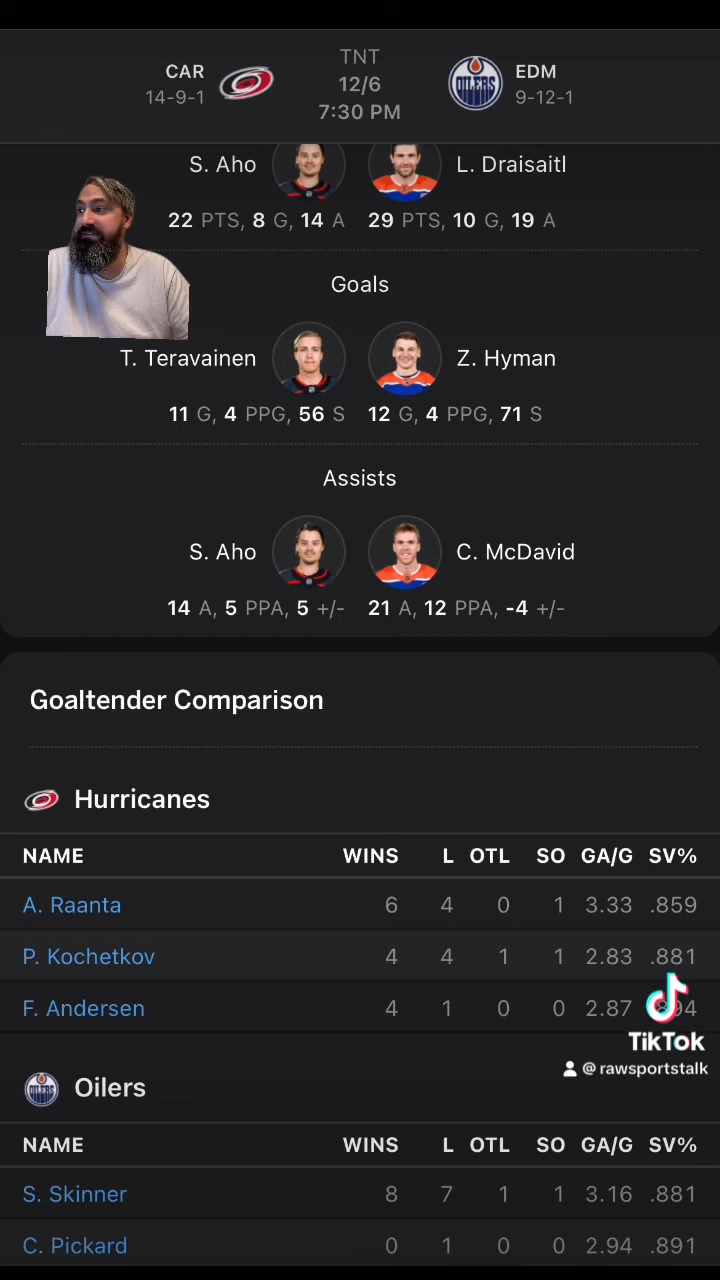 TNT
CAR
12/6
EDM
14-9-1
7:30 PM
9-12-1
OILERS
S. Aho
L. Draisaitl
22 PTS, 8 G, 14 A
29 PTS, 10 G, 19 A
Goals
T. Teravainen
Z. Hyman
11 G, 4 PPG, 56 S
12 G, 4 PPG, 71 S
Assists
S. Aho
C. McDavid
14 A, 5 PPA, 5 +/-
21 A, 12 PPA, -4 +/-
Goaltender Comparison
Hurricanes
NAME WINS L OTL SO GA/G SV%
A. Raanta 6 4 0 1 3.33 .859
P. Kochetkov 4 4 1 1 2.83 .881
F. Andersen 4 1 0 0 2.87 .894
TikTok
@rawsportstalk
OILERS
Oilers
NAME WINS L OTL SO GA/G SV%
S. Skinner 8 7 1 1 3.16 .881
C. Pickard 0 1 0 0 2.94 .891